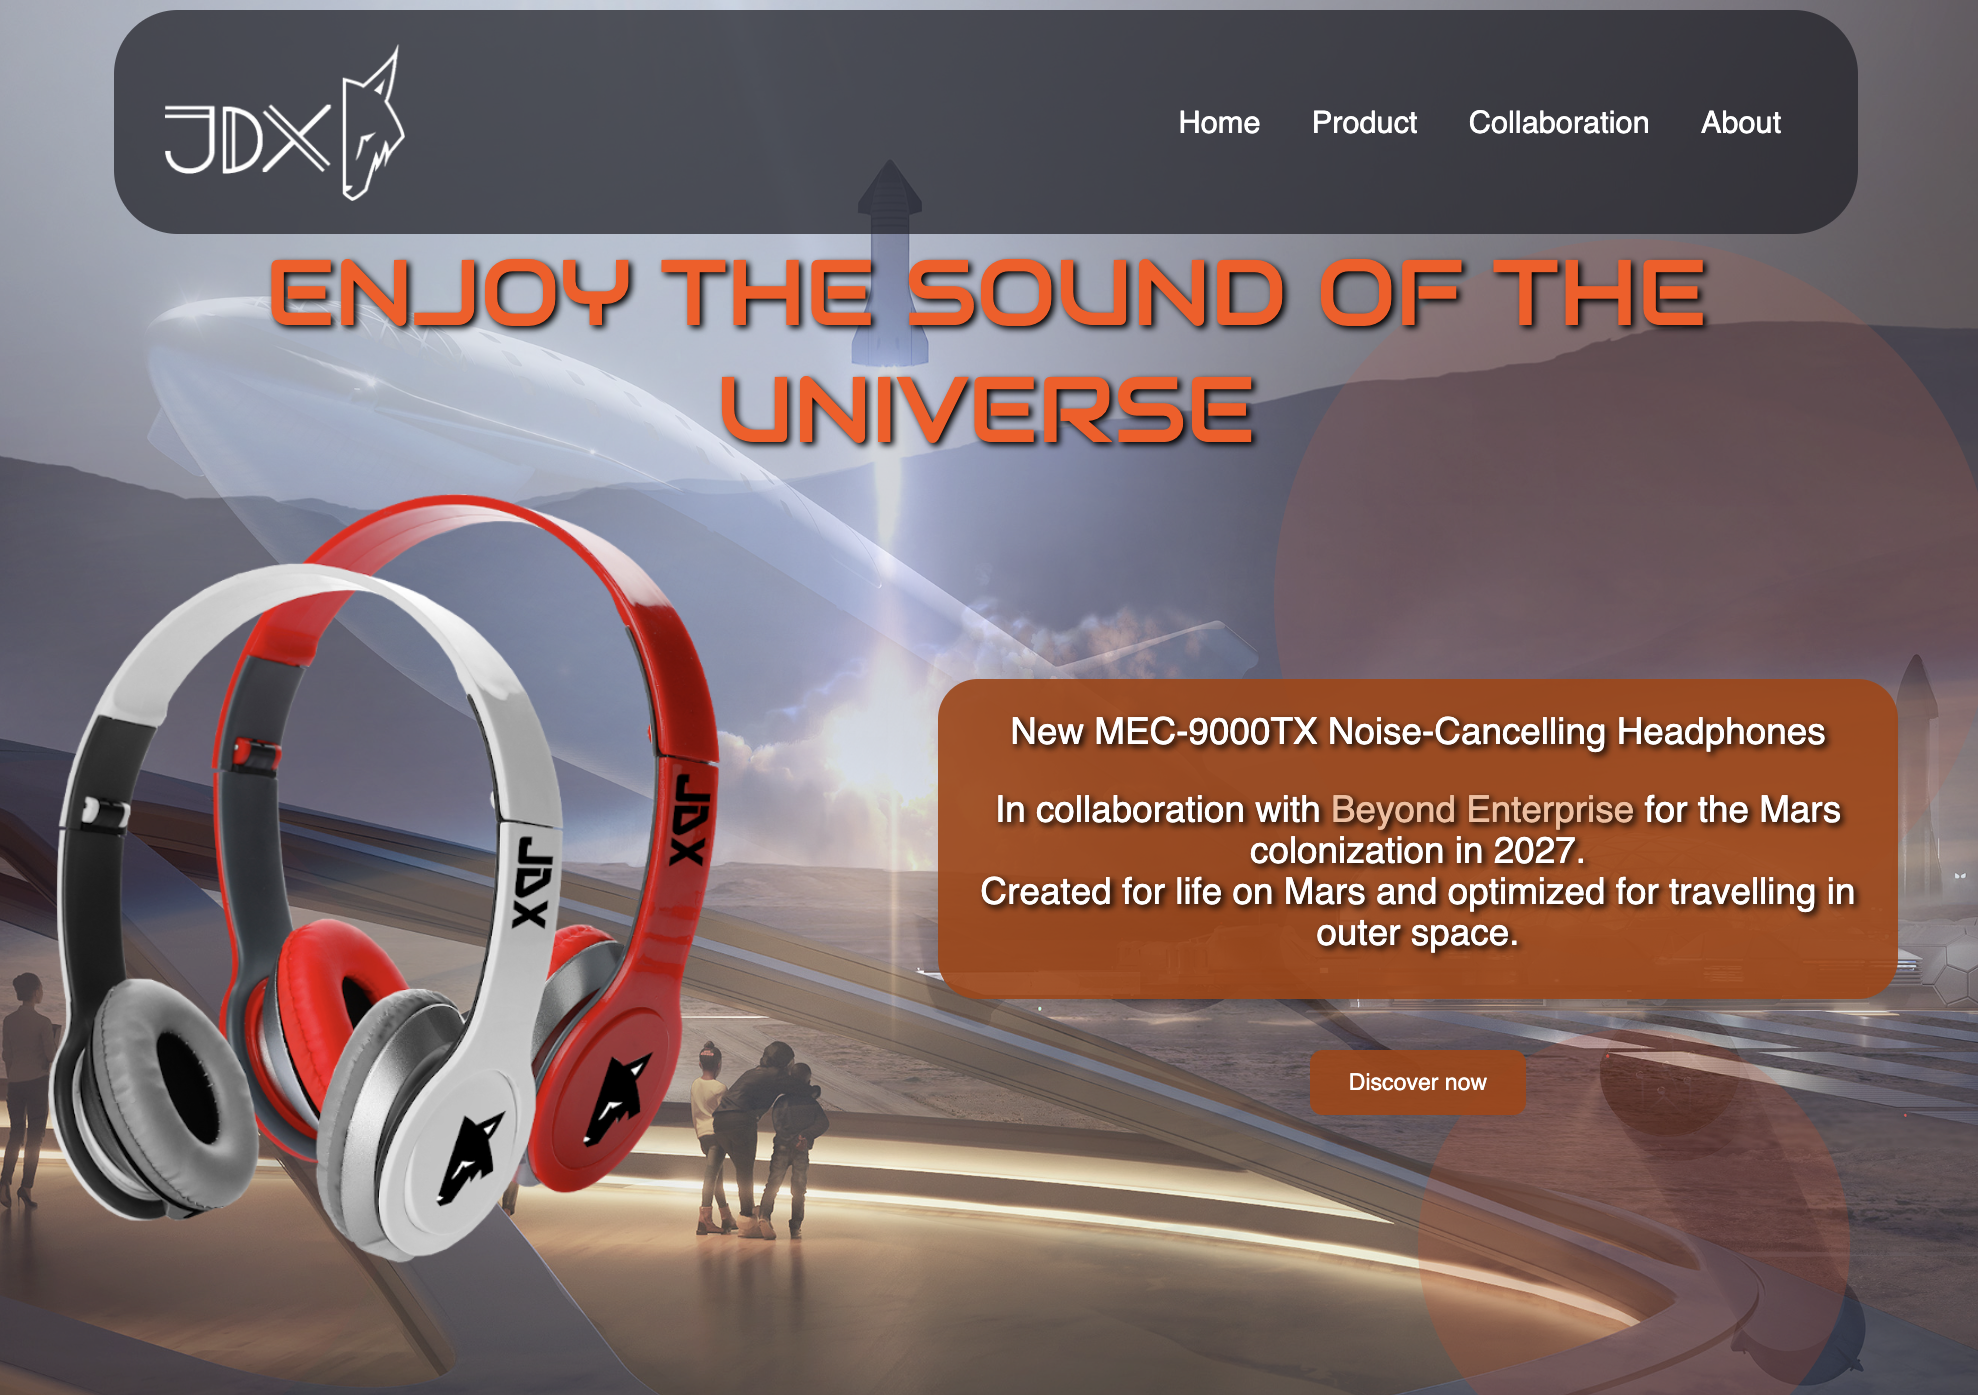 JDX
Home Product Collaboration About
ENJOY THE SOUND OF THE
UNIVERSE
New MEC-9000TX Noise-Cancelling Headphones
In collaboration with Beyond Enterprise for the Mars
colonization in 2027.
Created for life on Mars and optimized for travelling in
outer space.
JDX
JDX
Discover now